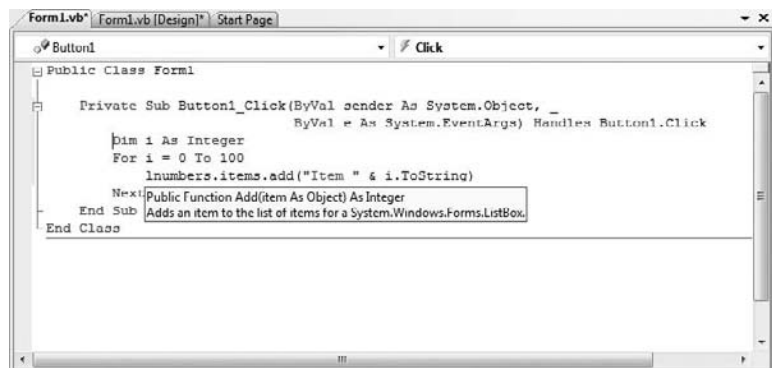 Form1.vb* Form1.vb [Design]* Start Page
Button1 Click
Public Class Form1
Private Sub Button1_Click(ByVal sender As System.Object, _
ByVal e As System.EventArgs) Handles Button1.Click
Dim i As Integer
For i = 0 To 100
lnumbers.items.add("Item " & i.ToString)
Next
Public Function Add(item As Object) As Integer
End Sub
Adds an item to the list of items for a System.Windows.Forms.ListBox.
End Class